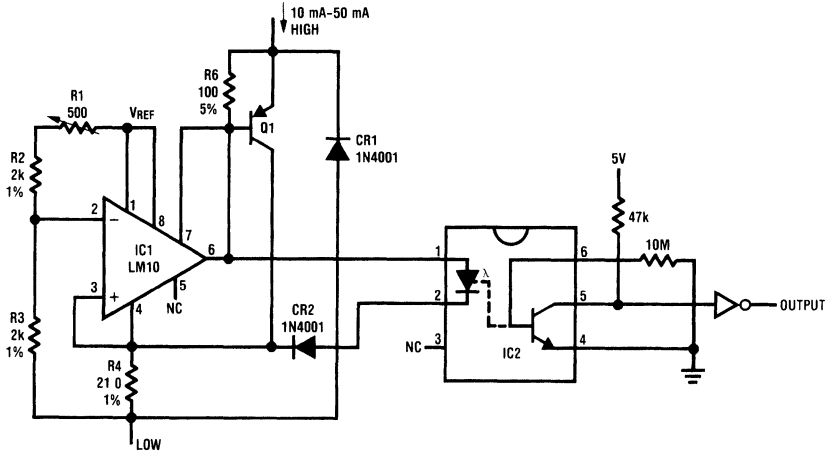 10 mA–50 mA
HIGH
R6
100
5%
R1
500
VREF
Q1
CR1
1N4001
R2
2k
1%
5V
47k
2
–
1
8
7
IC1
LM10
6
5
NC
3
+
4
1
λ
2
NC
3
IC2
6
10M
5
4
OUTPUT
CR2
1N4001
R3
2k
1%
R4
21 0
1%
LOW